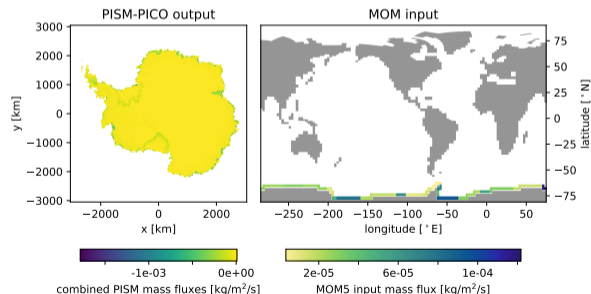 PISM-PICO output
MOM input
3000
2000
1000
0
−1000
−2000
−3000
y [km]
−2000
0
2000
x [km]
75
50
25
0
−25
−50
−75
latitude [°N]
−250
−200
−150
−100
−50
0
50
longitude [°E]
-1e-03
0e+00
combined PISM mass fluxes [kg/m²/s]
2e-05
6e-05
1e-04
MOM5 input mass flux [kg/m²/s]